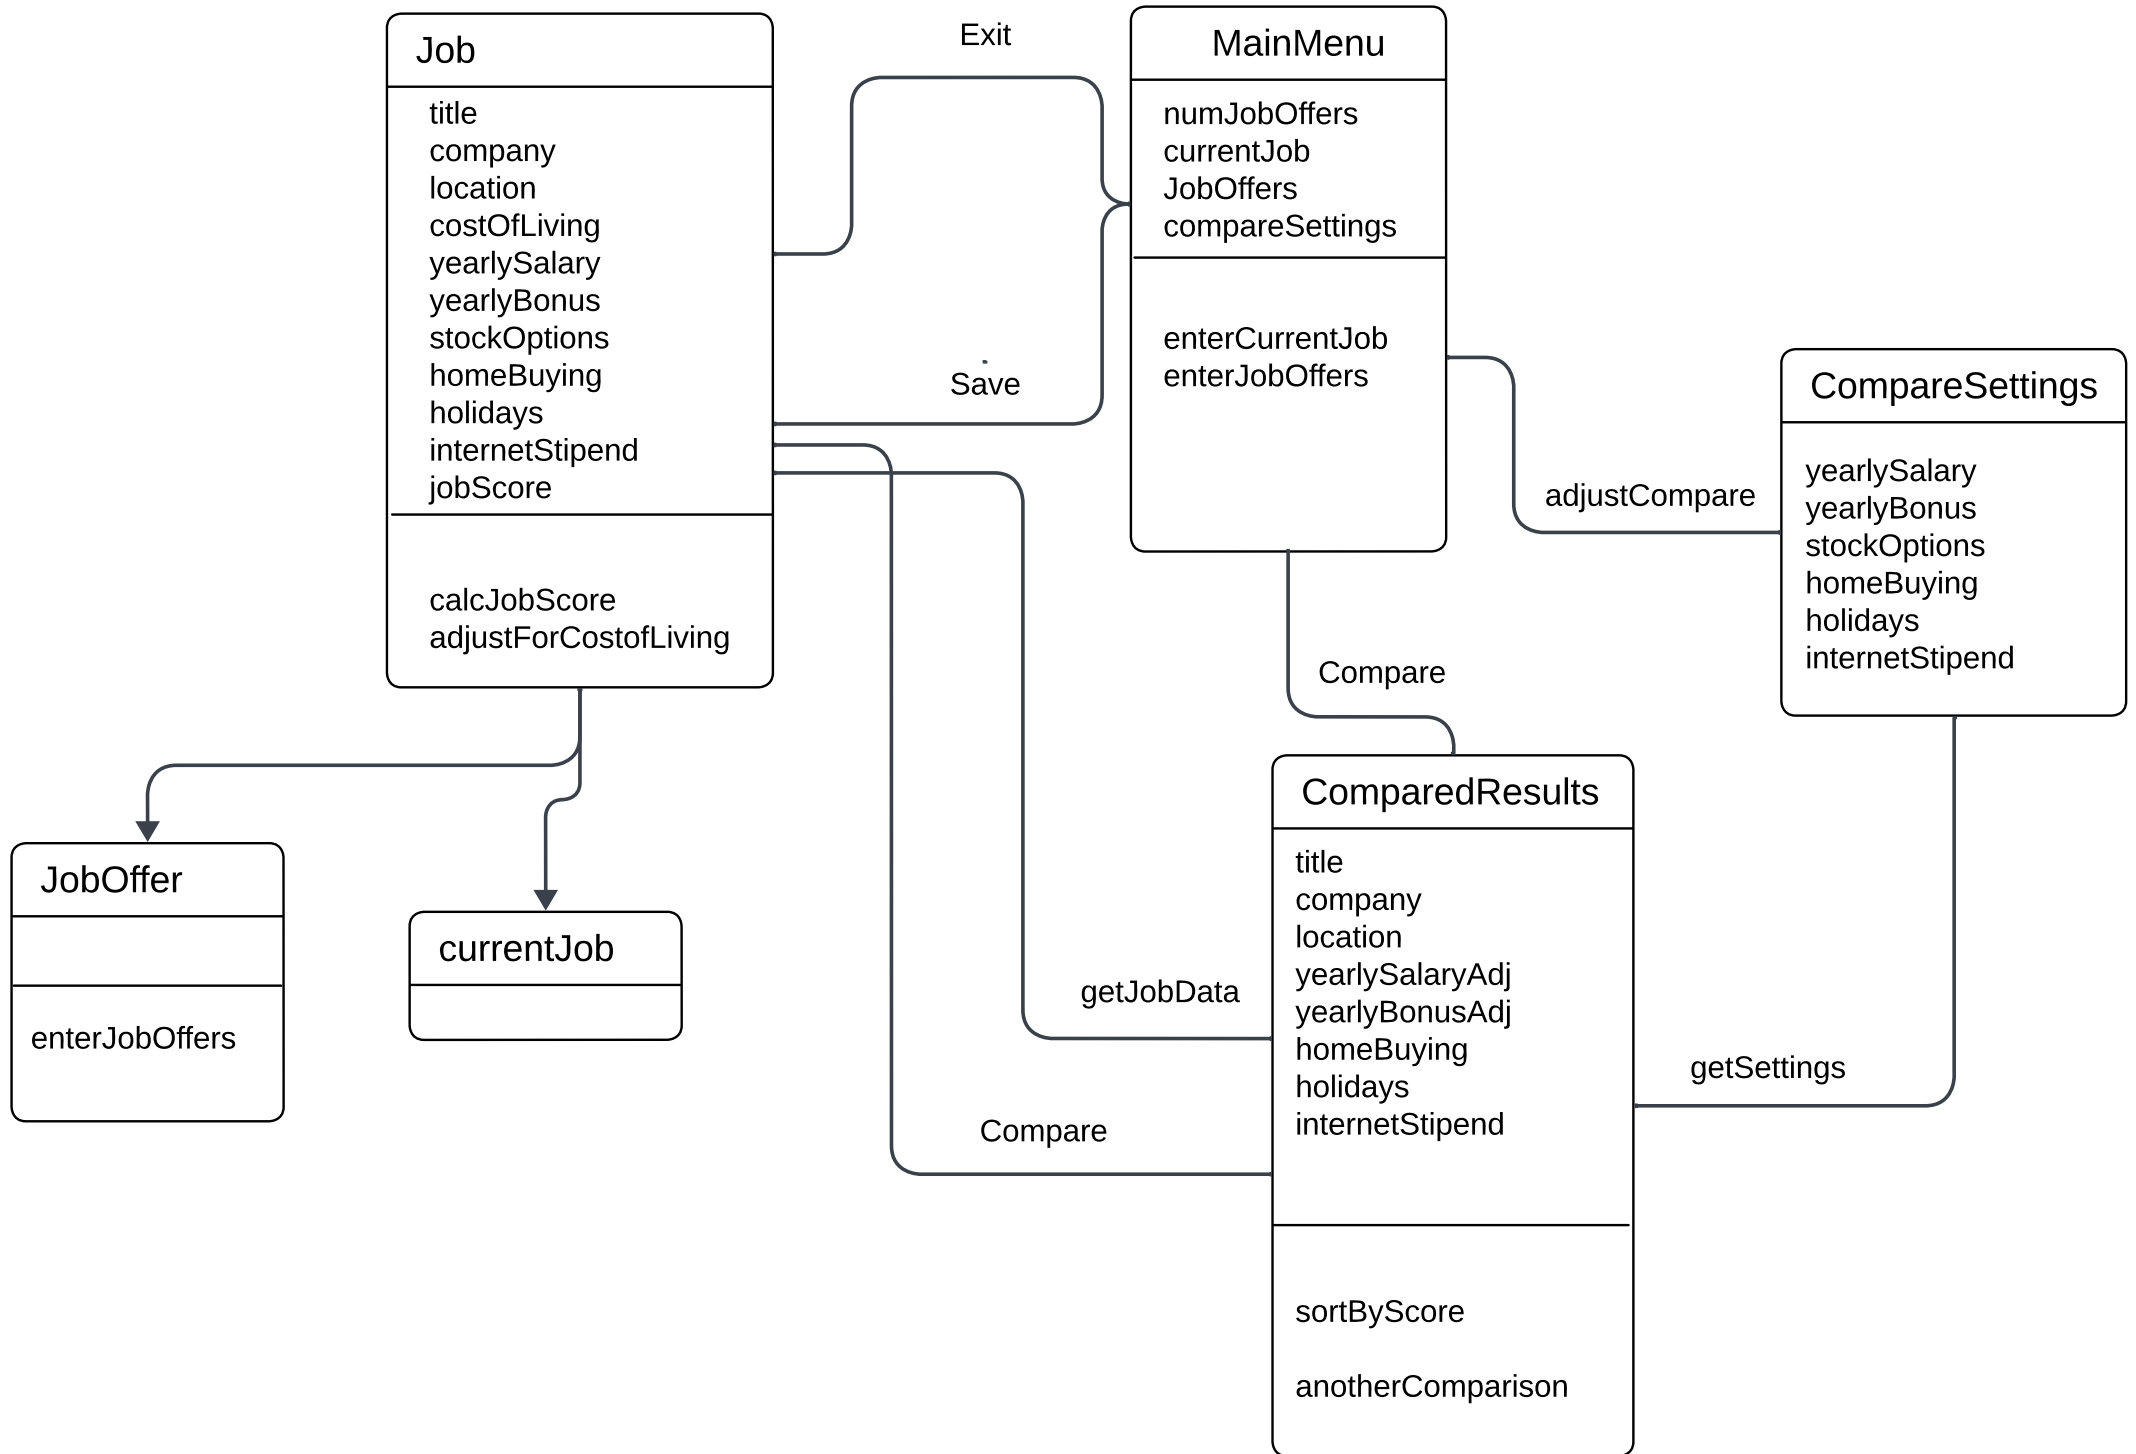 Job
title
company
location
costOfLiving
yearlySalary
yearlyBonus
stockOptions
homeBuying
holidays
internetStipend
jobScore
calcJobScore
adjustForCostofLiving
Exit
Save
MainMenu
numJobOffers
currentJob
JobOffers
compareSettings
enterCurrentJob
enterJobOffers
adjustCompare
CompareSettings
yearlySalary
yearlyBonus
stockOptions
homeBuying
holidays
internetStipend
Compare
JobOffer
enterJobOffers
currentJob
getJobData
Compare
ComparedResults
title
company
location
yearlySalaryAdj
yearlyBonusAdj
homeBuying
holidays
internetStipend
sortByScore
anotherComparison
getSettings